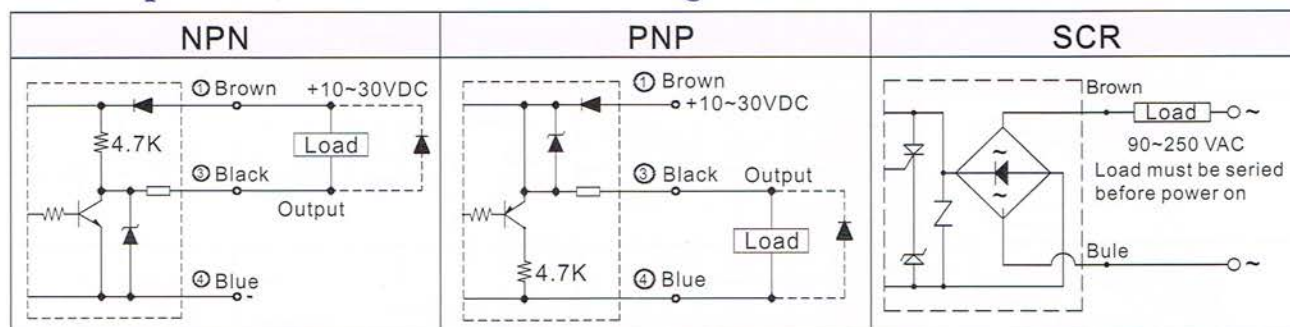 NPN
① Brown
+10~30VDC
4.7K
Load
③ Black
Output
④ Blue
-
PNP
① Brown
+10~30VDC
③ Black
Output
Load
4.7K
④ Blue
SCR
Brown
Load
~
90~250 VAC
Load must be seried
before power on
~
~
Bule
~